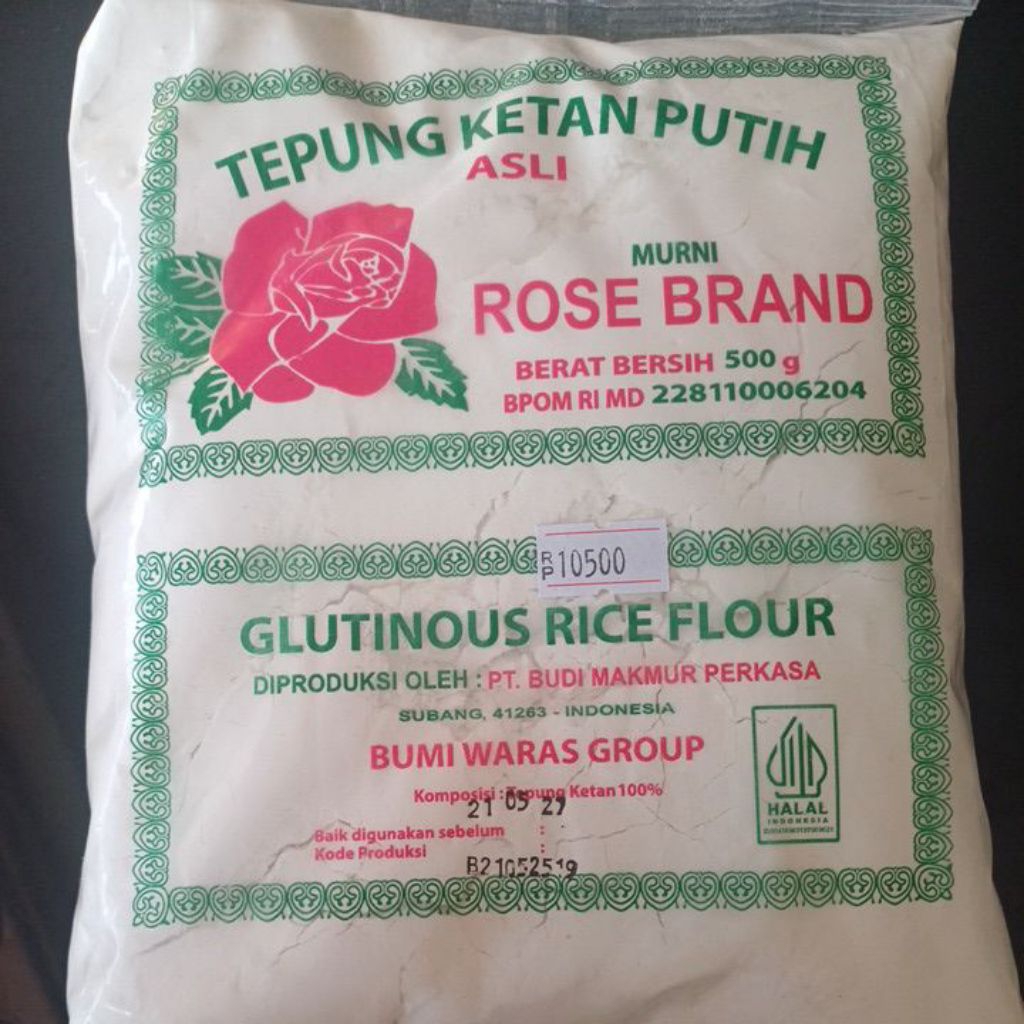 TEPUNG KETAN PUTIH
ASLI
MURNI
ROSE BRAND
BERAT BERSIH 500 g
BPOM RI MD 228110006204
RP 10500
GLUTINOUS RICE FLOUR
DIPRODUKSI OLEH : PT. BUDI MAKMUR PERKASA
SUBANG, 41263 - INDONESIA
BUMI WARAS GROUP
Komposisi : Tepung Ketan 100%
21 05 27
Baik digunakan sebelum :
Kode Produksi :
B21052519
HALAL
INDONESIA